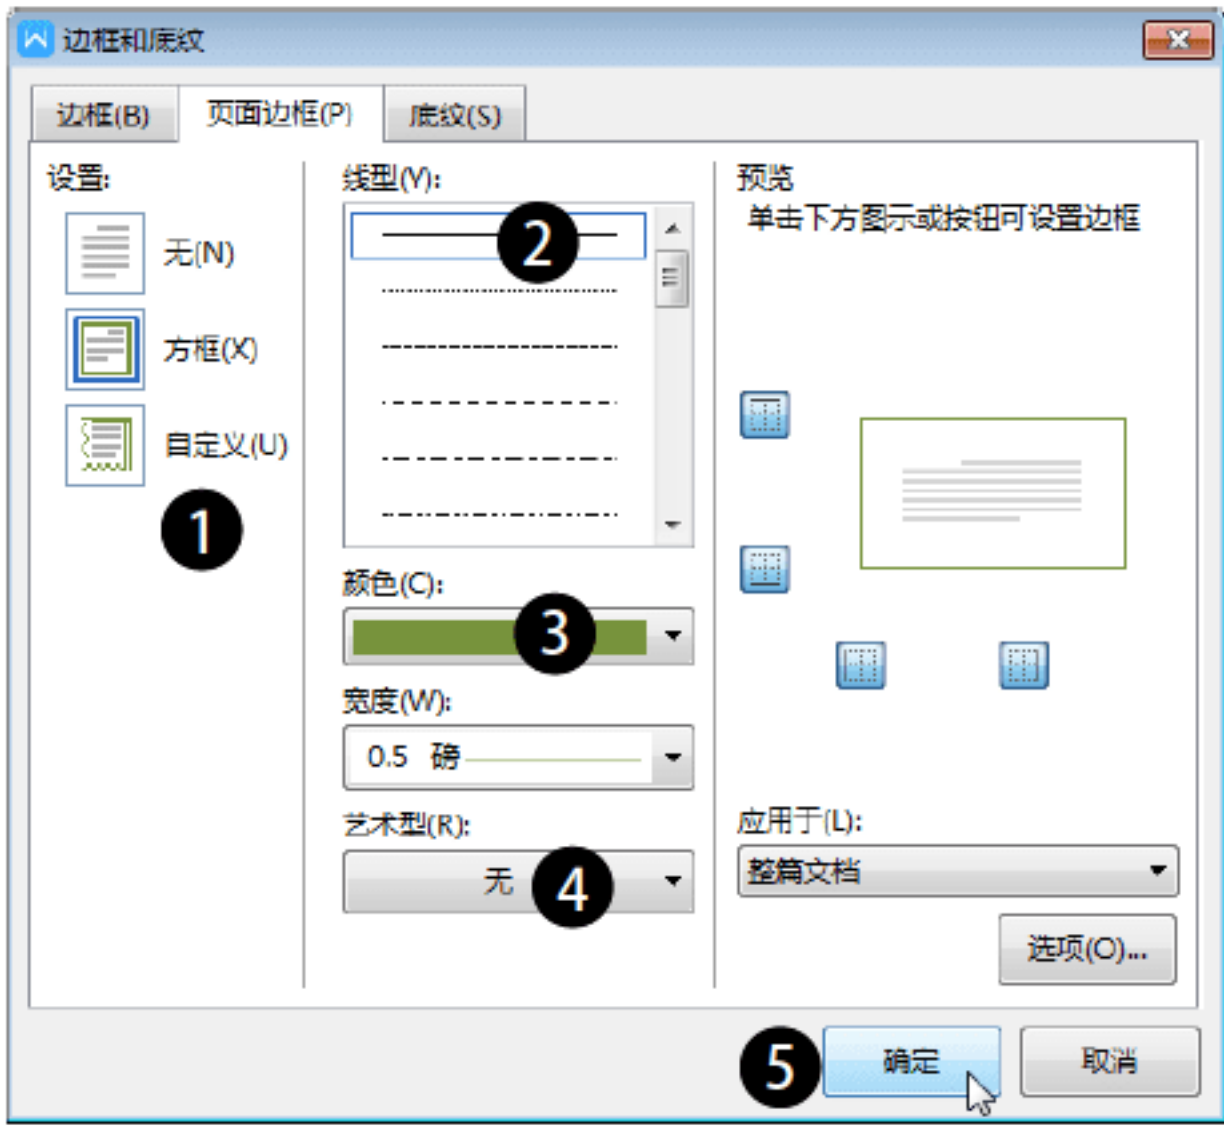 边框和底纹
边框(B)
页面边框(P)
底纹(S)
设置:
无(N)
方框(X)
自定义(U)
1
线型(Y):
2
颜色(C):
3
宽度(W):
0.5 磅
艺术型(R):
无
4
预览
单击下方图示或按钮可设置边框
应用于(L):
整篇文档
选项(O)...
5
确定
取消